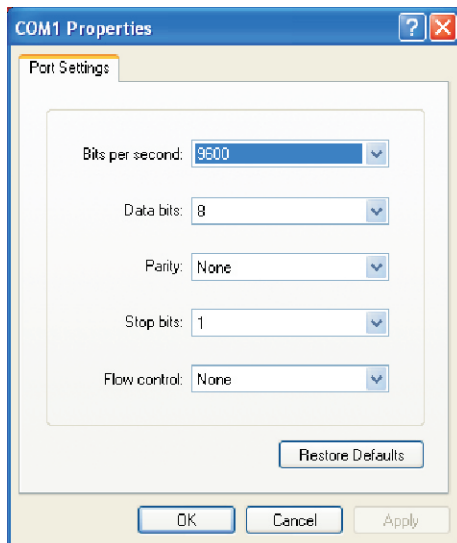 COM1 Properties
Port Settings
Bits per second: 9600
Data bits: 8
Parity: None
Stop bits: 1
Flow control: None
Restore Defaults
OK Cancel Apply